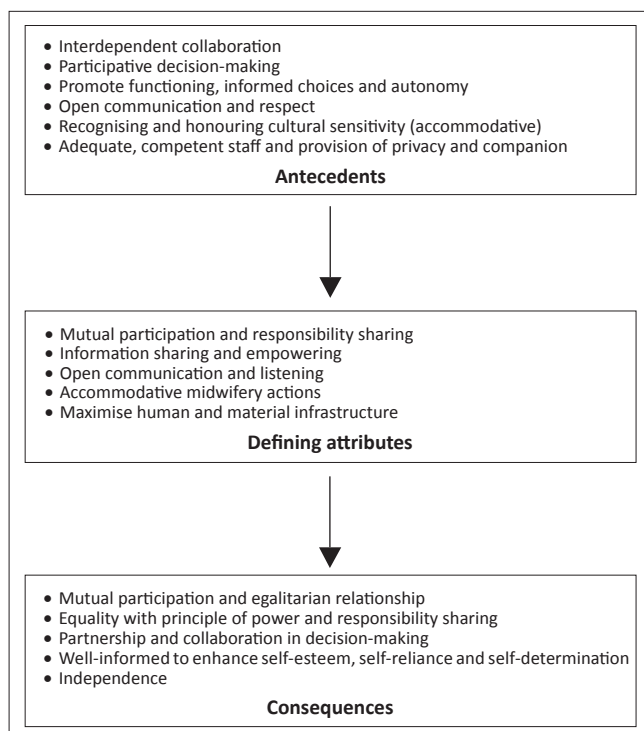 • Interdependent collaboration
• Participative decision-making
• Promote functioning, informed choices and autonomy
• Open communication and respect
• Recognising and honouring cultural sensitivity (accommodative)
• Adequate, competent staff and provision of privacy and companion
Antecedents
• Mutual participation and responsibility sharing
• Information sharing and empowering
• Open communication and listening
• Accommodative midwifery actions
• Maximise human and material infrastructure
Defining attributes
• Mutual participation and egalitarian relationship
• Equality with principle of power and responsibility sharing
• Partnership and collaboration in decision-making
• Well-informed to enhance self-esteem, self-reliance and self-determination
• Independence
Consequences